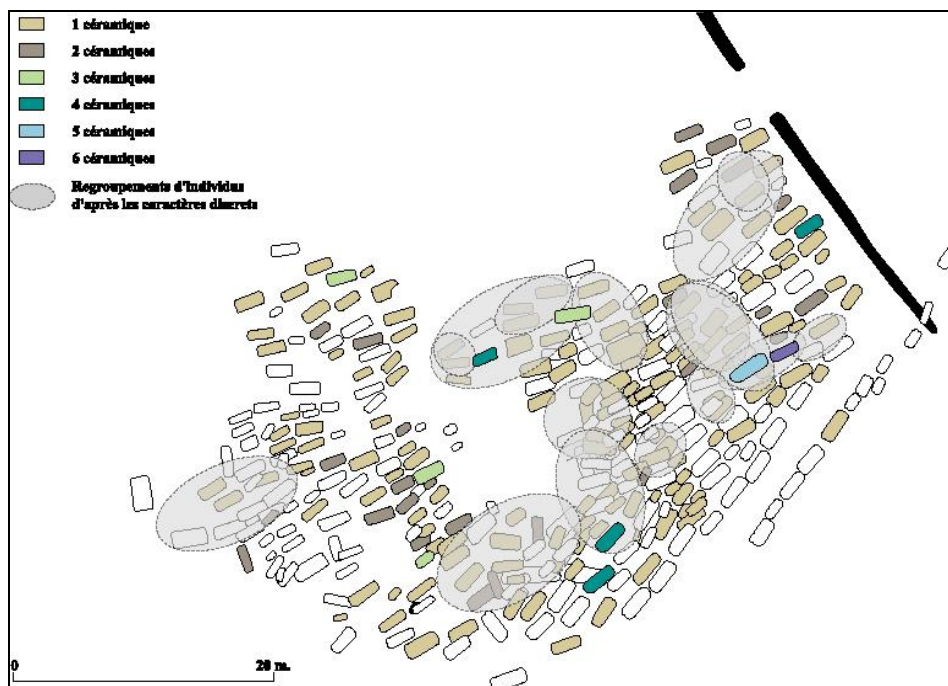 1 céramique
2 céramiques
3 céramiques
4 céramiques
5 céramiques
6 céramiques
Regroupements d'individus
d'après les caractères discrets
0
20 m.